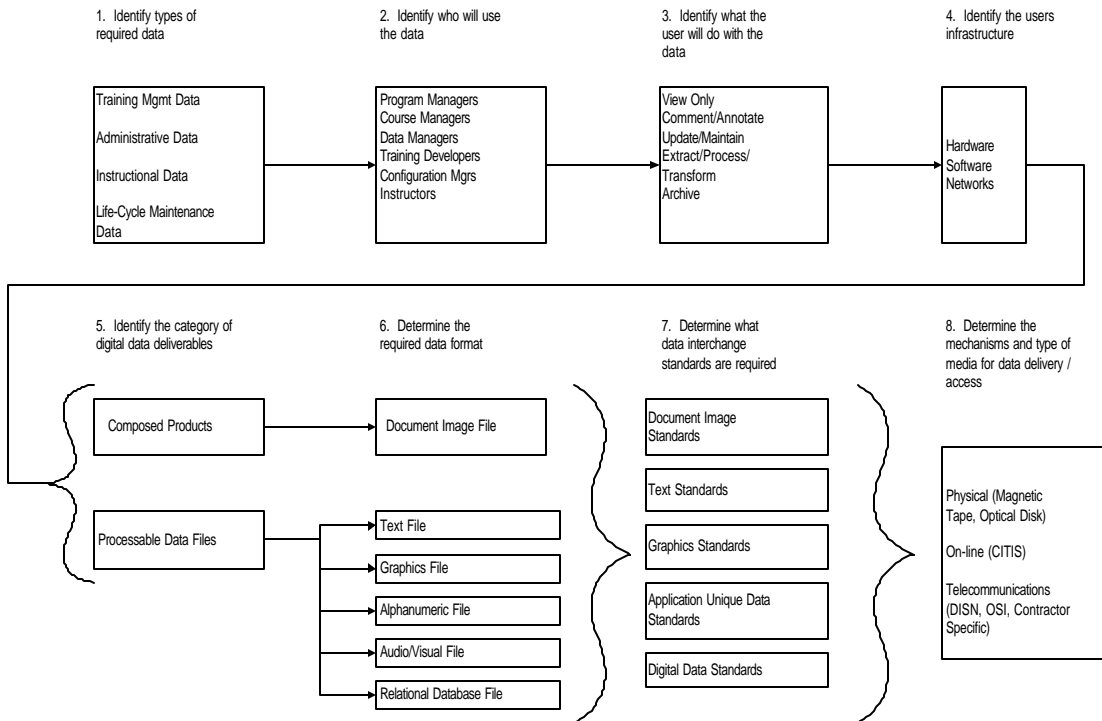 1. Identify types of
required data
2. Identify who will use
the data
3. Identify what the
user will do with the
data
4. Identify the users
infrastructure
Training Mgmt Data
Administrative Data
Instructional Data
Life-Cycle Maintenance
Data
Program Managers
Course Managers
Data Managers
Training Developers
Configuration Mgrs
Instructors
View Only
Comment/Annotate
Update/Maintain
Extract/Process/
Transform
Archive
Hardware
Software
Networks
5. Identify the category of
digital data deliverables
6. Determine the
required data format
7. Determine what
data interchange
standards are required
8. Determine the
mechanisms and type of
media for data delivery /
access
Composed Products
Processable Data Files
Document Image File
Text File
Graphics File
Alphanumeric File
Audio/Visual File
Relational Database File
Document Image
Standards
Text Standards
Graphics Standards
Application Unique Data
Standards
Digital Data Standards
Physical (Magnetic
Tape, Optical Disk)
On-line (CITIS)
Telecommunications
(DISN, OSI, Contractor
Specific)